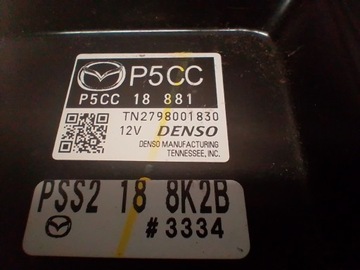 P5CC
P5CC 18 881
TN2798001830
12V DENSO
DENSO MANUFACTURING
TENNESSEE, INC.
PSS2 18 8K2B
#3334